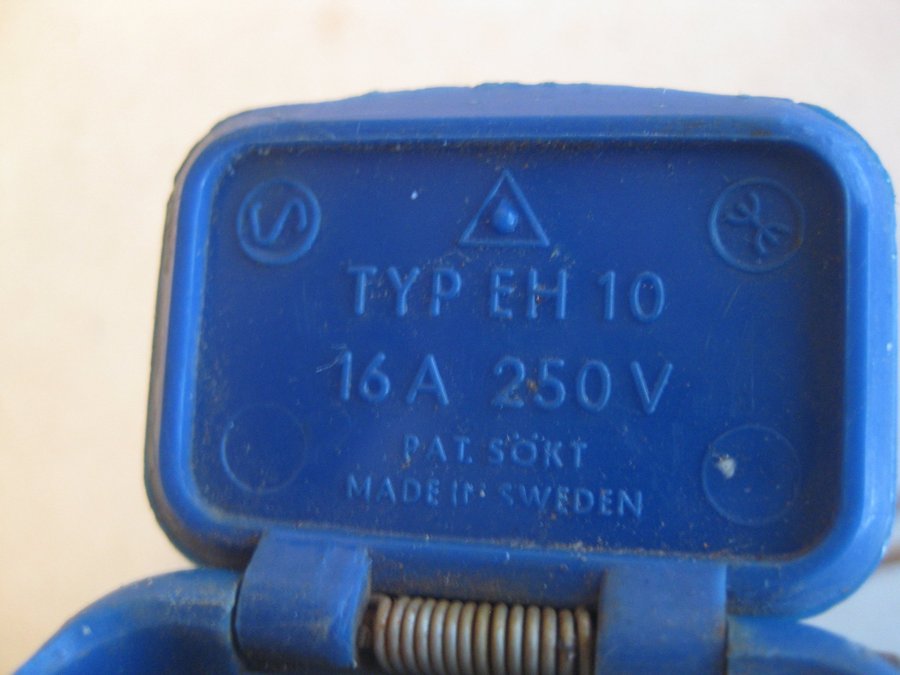 S
TYP EH 10
16 A 250 V
PAT. SÖKT
MADE IN SWEDEN